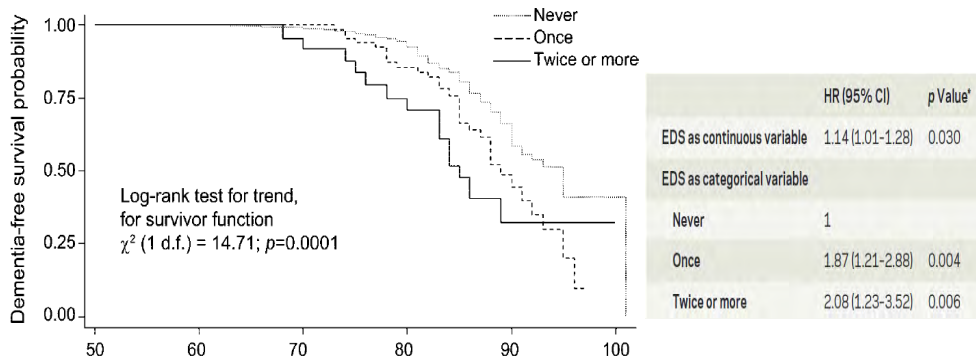 Never
Once
Twice or more
Dementia-free survival probability
1.00
0.75
0.50
0.25
0.00
Log-rank test for trend,
for survivor function
χ² (1 d.f.) = 14.71; p=0.0001
50 60 70 80 90 100
HR (95% CI) p Value*
EDS as continuous variable 1.14 (1.01-1.28) 0.030
EDS as categorical variable
Never 1
Once 1.87 (1.21-2.88) 0.004
Twice or more 2.08 (1.23-3.52) 0.006